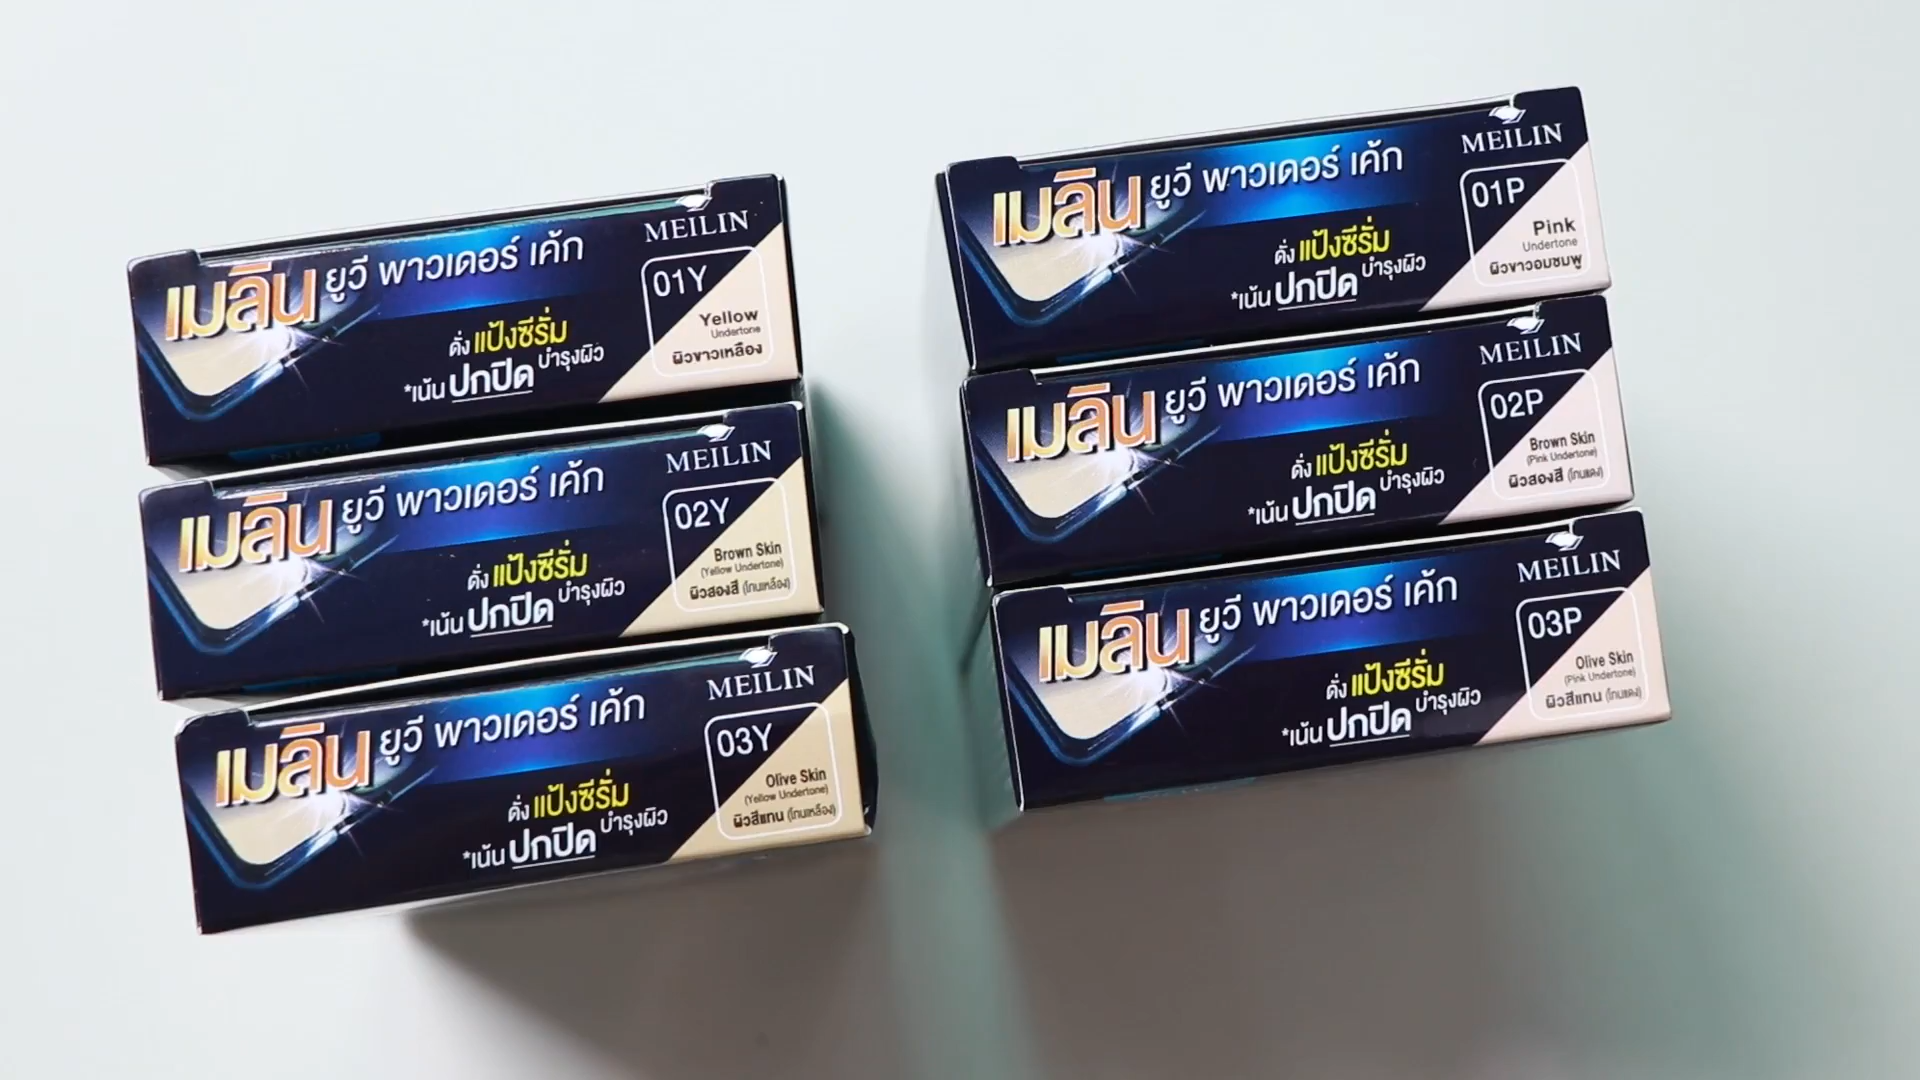 MEILIN
เมลิน ยูวี พาวเดอร์ เค้ก
01Y
Yellow
Undertone
ผิวขาวเหลือง
ดั่ง แป้งซีรั่ม
*เน้น ปกปิด บำรุงผิว
MEILIN
เมลิน ยูวี พาวเดอร์ เค้ก
02Y
Brown Skin
(Yellow Undertone)
ผิวสองสี (โทนเหลือง)
ดั่ง แป้งซีรั่ม
*เน้น ปกปิด บำรุงผิว
MEILIN
เมลิน ยูวี พาวเดอร์ เค้ก
03Y
Olive Skin
(Yellow Undertone)
ผิวสีแทน (โทนเหลือง)
ดั่ง แป้งซีรั่ม
*เน้น ปกปิด บำรุงผิว
MEILIN
เมลิน ยูวี พาวเดอร์ เค้ก
01P
Pink
Undertone
ผิวขาวอมชมพู
ดั่ง แป้งซีรั่ม
*เน้น ปกปิด บำรุงผิว
MEILIN
เมลิน ยูวี พาวเดอร์ เค้ก
02P
Brown Skin
(Pink Undertone)
ผิวสองสี (โทนแดง)
ดั่ง แป้งซีรั่ม
*เน้น ปกปิด บำรุงผิว
MEILIN
เมลิน ยูวี พาวเดอร์ เค้ก
03P
Olive Skin
(Pink Undertone)
ผิวสีแทน (โทนแดง)
ดั่ง แป้งซีรั่ม
*เน้น ปกปิด บำรุงผิว